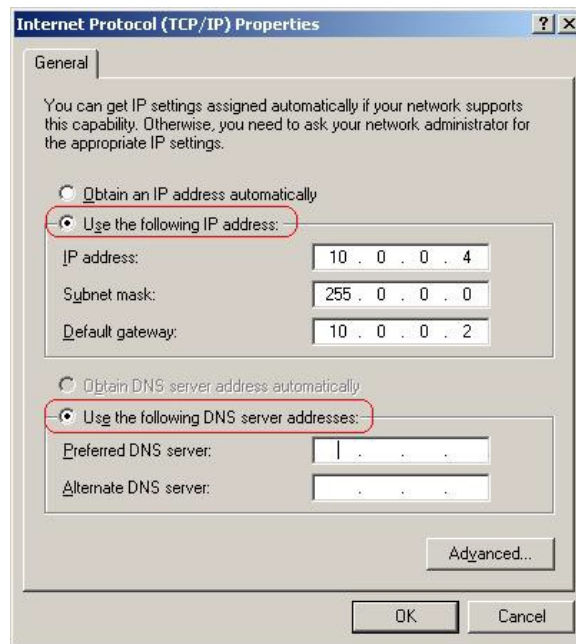 Internet Protocol (TCP/IP) Properties
General
You can get IP settings assigned automatically if your network supports
this capability. Otherwise, you need to ask your network administrator for
the appropriate IP settings.
Obtain an IP address automatically
Use the following IP address:
IP address: 10 . 0 . 0 . 4
Subnet mask: 255 . 0 . 0 . 0
Default gateway: 10 . 0 . 0 . 2
Obtain DNS server address automatically
Use the following DNS server addresses:
Preferred DNS server: . . .
Alternate DNS server: . . .
Advanced...
OK Cancel